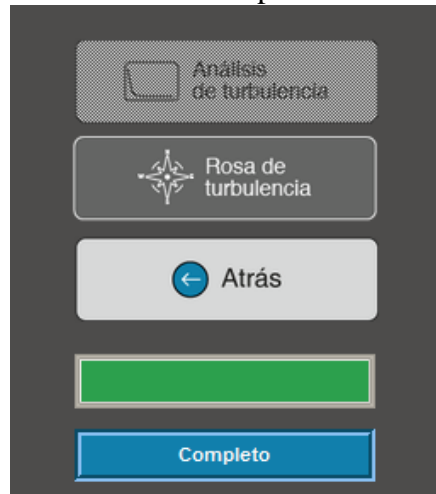 Análisis
de turbulencia
Rosa de
turbulencia
Atrás
Completo